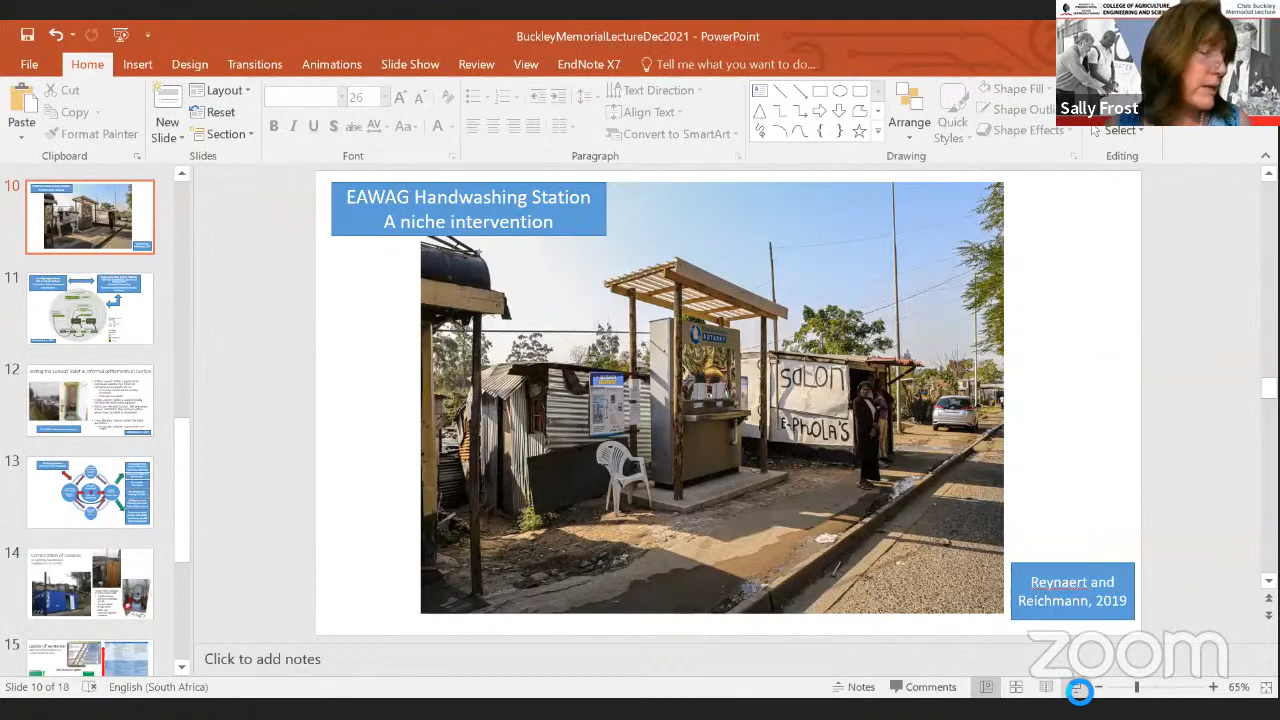 BuckleyMemorialLectureDec2021 - PowerPoint
COLLEGE OF AGRICULTURE,
ENGINEERING AND SCIENCE
Chris Buckley
Memorial Lecture
Sally Frost
File Home Insert Design Transitions Animations Slide Show Review View EndNote X7 Tell me what you want to do...
Paste
Cut
Copy
Format Painter
Clipboard
New
Slide
Layout
Reset
Section
Slides
26
B I U S abc AV Aa A
Font
Text Direction
Align Text
Convert to SmartArt
Paragraph
Arrange
Quick
Styles
Shape Fill
Shape Outli
Shape Effects
Drawing
Select
Editing
10
11
12
13
14
15
EAWAG Handwashing Station
A niche intervention
AUTARKY
SALON
E-PHOLA'S
Reynaert and
Reichmann, 2019
zoom
Click to add notes
Slide 10 of 18 English (South Africa) Notes Comments 65%